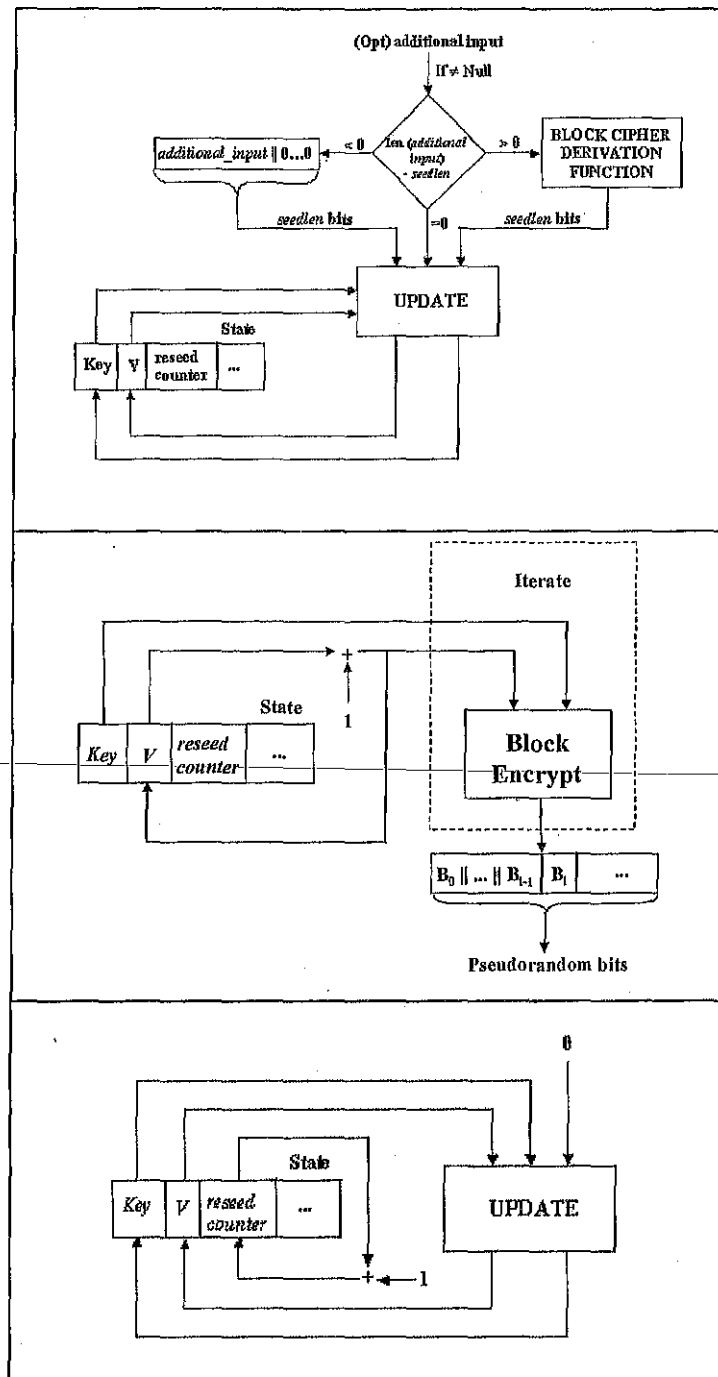 (Opt) additional input
If ≠ Null
< 0
len (additional
input)
- seedlen
> 0
=0
additional_input || 0...0
BLOCK CIPHER
DERIVATION
FUNCTION
seedlen bits
seedlen bits
UPDATE
State
Key V reseed
counter ...
Iterate
+
1
State
Key V reseed
counter ...
Block
Encrypt
B0 || ... || Bi-1 Bi ...
Pseudorandom bits
0
State
Key V reseed
counter ...
UPDATE
+ 1